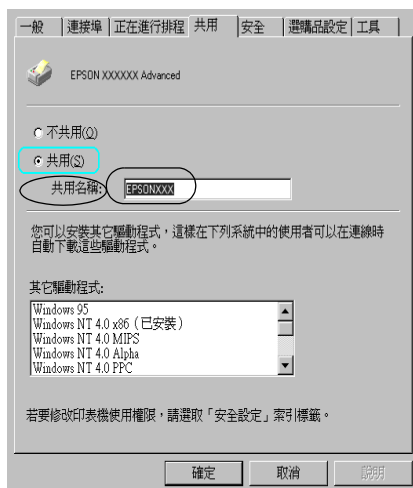 一般 連接埠 正在進行排程 共用 安全 選購品設定 工具
EPSON XXXXXX Advanced
不共用(O)
共用(S)
共用名稱: EPSONXXX
您可以安裝其它驅動程式，這樣在下列系統中的使用者可以在連線時
自動下載這些驅動程式。
其它驅動程式:
Windows 95
Windows NT 4.0 x86（已安裝）
Windows NT 4.0 MIPS
Windows NT 4.0 Alpha
Windows NT 4.0 PPC
若要修改印表機使用權限，請選取「安全設定」索引標籤。
確定 取消 說明